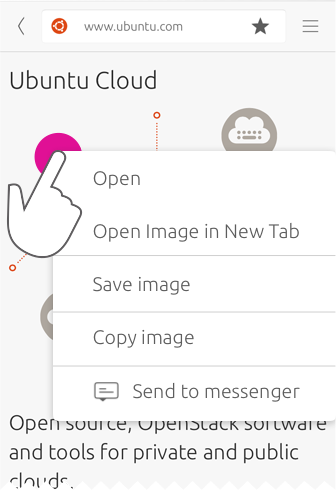 www.ubuntu.com
Ubuntu Cloud
Open
Open Image in New Tab
Save image
Copy image
Send to messenger
Open source, OpenStack software
and tools for private and public
clouds.